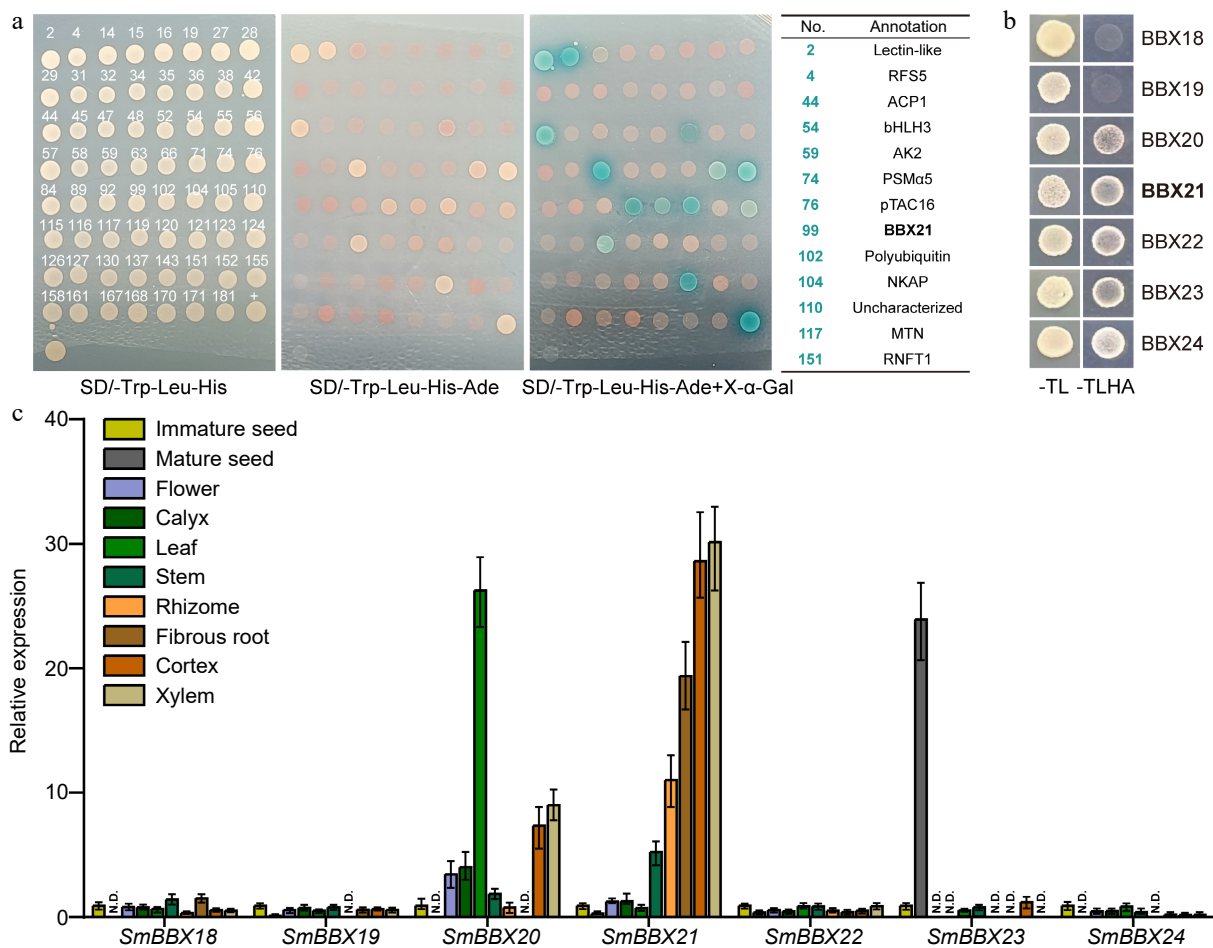 a
2 4 14 15 16 19 27 28
29 31 32 34 35 36 38 42
44 45 47 48 52 54 55 56
57 58 59 63 66 71 74 76
84 89 92 99 102 104 105 110
115 116 117 119 120 121 123 124
126 127 130 137 143 151 152 155
158 161 167 168 170 171 181 +
SD/-Trp-Leu-His
SD/-Trp-Leu-His-Ade
SD/-Trp-Leu-His-Ade+X-α-Gal
No. Annotation
2 Lectin-like
4 RFS5
44 ACP1
54 bHLH3
59 AK2
74 PSMα5
76 pTAC16
99 BBX21
102 Polyubiquitin
104 NKAP
110 Uncharacterized
117 MTN
151 RNFT1
b
BBX18
BBX19
BBX20
BBX21
BBX22
BBX23
BBX24
-TL -TLHA
c
Relative expression
40
30
20
10
0
Immature seed
Mature seed
Flower
Calyx
Leaf
Stem
Rhizome
Fibrous root
Cortex
Xylem
N.D. N.D. N.D. N.D. N.D. N.D. N.D. N.D. N.D. N.D. N.D. N.D.
SmBBX18 SmBBX19 SmBBX20 SmBBX21 SmBBX22 SmBBX23 SmBBX24